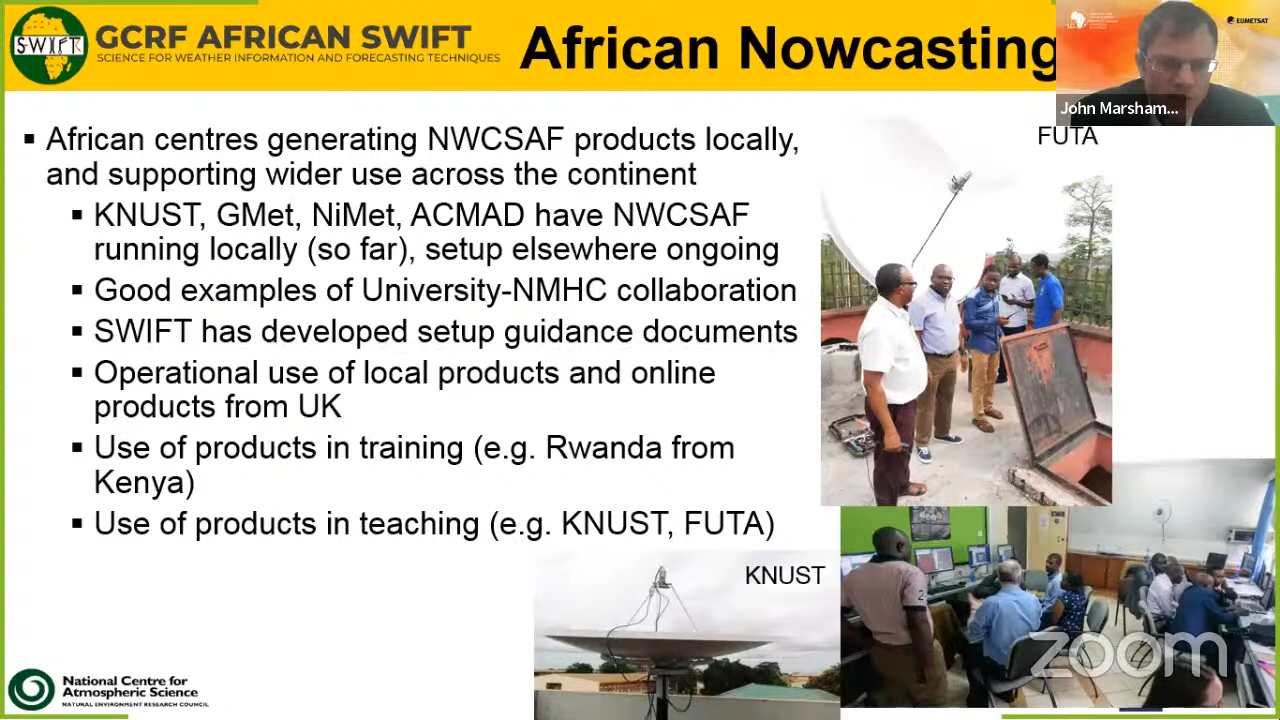 SWIFT
GCRF AFRICAN SWIFT
SCIENCE FOR WEATHER INFORMATION AND FORECASTING TECHNIQUES
African Nowcasting
EUMETSAT
John Marsham...
FUTA
▪ African centres generating NWCSAF products locally,
and supporting wider use across the continent
▪ KNUST, GMet, NiMet, ACMAD have NWCSAF
running locally (so far), setup elsewhere ongoing
▪ Good examples of University-NMHC collaboration
▪ SWIFT has developed setup guidance documents
▪ Operational use of local products and online
products from UK
▪ Use of products in training (e.g. Rwanda from
Kenya)
▪ Use of products in teaching (e.g. KNUST, FUTA)
KNUST
zoom
National Centre for
Atmospheric Science
NATURAL ENVIRONMENT RESEARCH COUNCIL